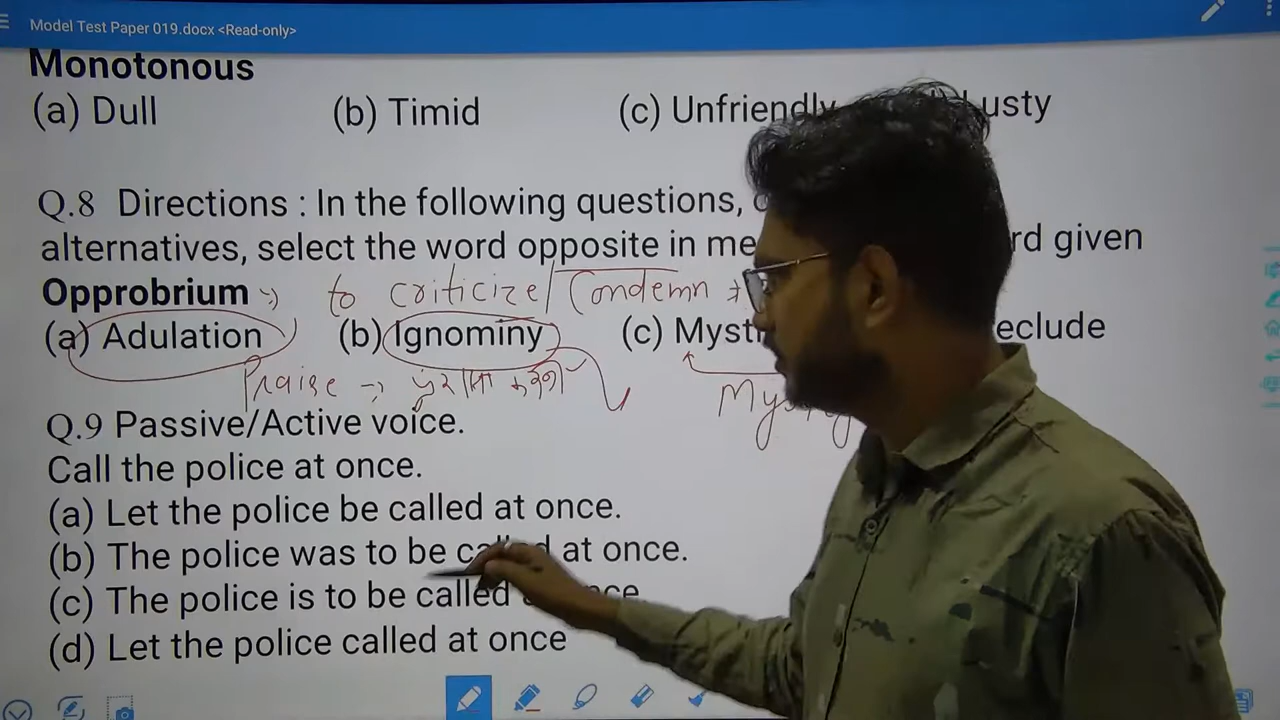 Model Test Paper 019.docx <Read-only>
Monotonous
(a) Dull (b) Timid (c) Unfriendly usty
Q.8 Directions : In the following questions,
alternatives, select the word opposite in me rd given
Opprobrium to criticize/Condemn
(a) Adulation (b) Ignominy (c) Myst eclude
Praise
Q.9 Passive/Active voice.
Call the police at once.
(a) Let the police be called at once.
(b) The police was to be called at once.
(c) The police is to be called
(d) Let the police called at once